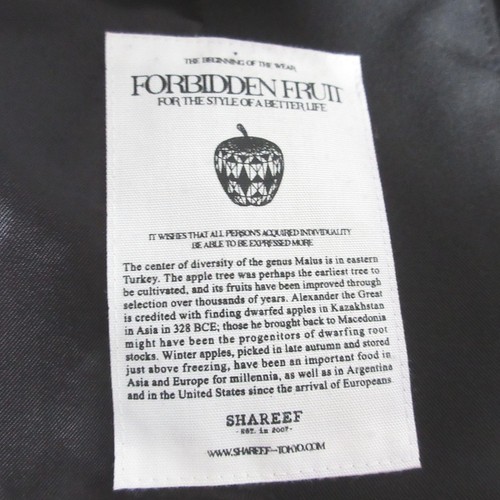 THE BEGINNING OF THE WEAR
FORBIDDEN FRUIT
FOR THE STYLE OF A BETTER LIFE
IT WISHES THAT ALL PERSON'S ACQUIRED INDIVIDUALITY
BE ABLE TO BE EXPRESSED MORE
The center of diversity of the genus Malus is in eastern
Turkey. The apple tree was perhaps the earliest tree to
be cultivated, and its fruits have been improved through
selection over thousands of years. Alexander the Great
is credited with finding dwarfed apples in Kazakhstan
in Asia in 328 BCE; those he brought back to Macedonia
might have been the progenitors of dwarfing root
stocks. Winter apples, picked in late autumn and stored
just above freezing, have been an important food in
Asia and Europe for millennia, as well as in Argentina
and in the United States since the arrival of Europeans
SHAREEF
-EST. in 2007-
WWW.SHAREEF-TOKYO.COM